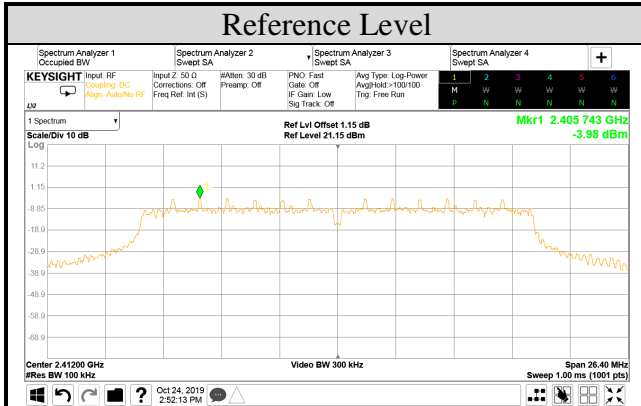 Reference Level
Spectrum Analyzer 1
Occupied BW
Spectrum Analyzer 2
Swept SA
Spectrum Analyzer 3
Swept SA
Spectrum Analyzer 4
Swept SA
KEYSIGHT
Input: RF
Coupling: DC
Align: Auto/No RF
Input Z: 50 Ω
Corrections: Off
Freq Ref: Int (S)
#Atten: 30 dB
Preamp: Off
PNO: Fast
Gate: Off
IF Gain: Low
Sig Track: Off
Avg Type: Log-Power
Avg|Hold:>100/100
Trig: Free Run
1 2 3 4 5 6
M W W W W W
P N N N N N
LXI
1 Spectrum
Scale/Div 10 dB
Ref Lvl Offset 1.15 dB
Ref Level 21.15 dBm
Mkr1 2.405 743 GHz
-3.98 dBm
Log
11.2
1.15
-8.85
-18.9
-28.9
-38.9
-48.9
-58.9
-68.9
1
Center 2.41200 GHz
#Res BW 100 kHz
Video BW 300 kHz
Span 26.40 MHz
Sweep 1.00 ms (1001 pts)
?
Oct 24, 2019
2:52:13 PM